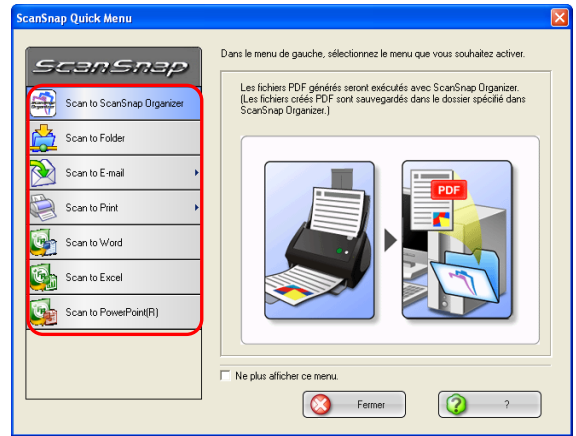 ScanSnap Quick Menu
ScanSnap
Scan to ScanSnap Organizer
Scan to Folder
Scan to E-mail
Scan to Print
Scan to Word
Scan to Excel
Scan to PowerPoint(R)
Dans le menu de gauche, sélectionnez le menu que vous souhaitez activer.
Les fichiers PDF générés seront exécutés avec ScanSnap Organizer.
(Les fichiers créés PDF sont sauvegardés dans le dossier spécifié dans
ScanSnap Organizer.)
PDF
Ne plus afficher ce menu.
Fermer
?